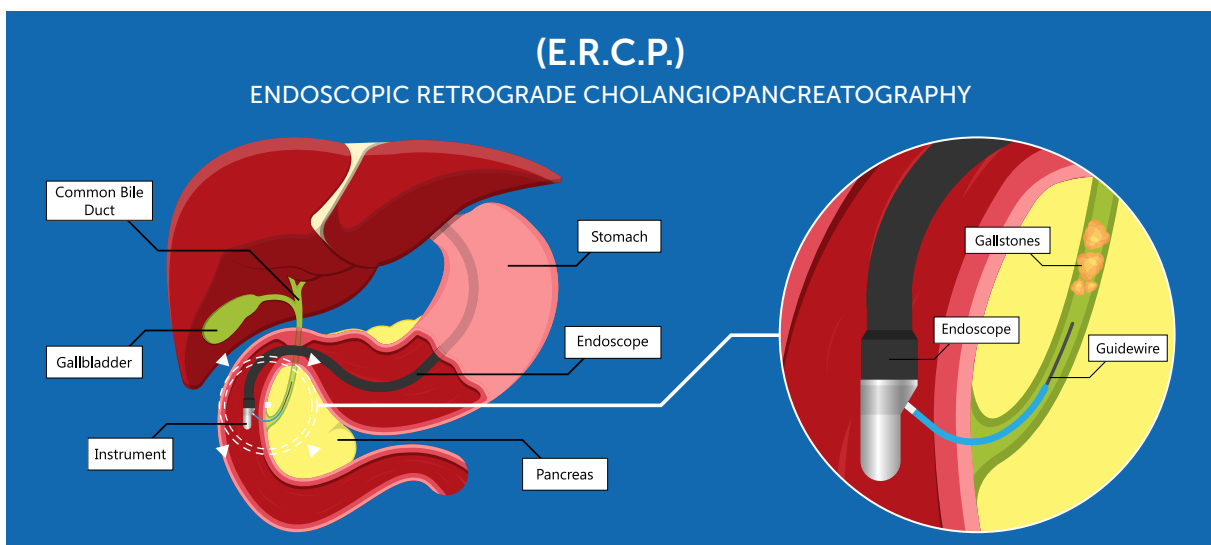 (E.R.C.P.)
ENDOSCOPIC RETROGRADE CHOLANGIOPANCREATOGRAPHY
Common Bile
Duct
Gallbladder
Instrument
Stomach
Endoscope
Pancreas
Gallstones
Endoscope
Guidewire